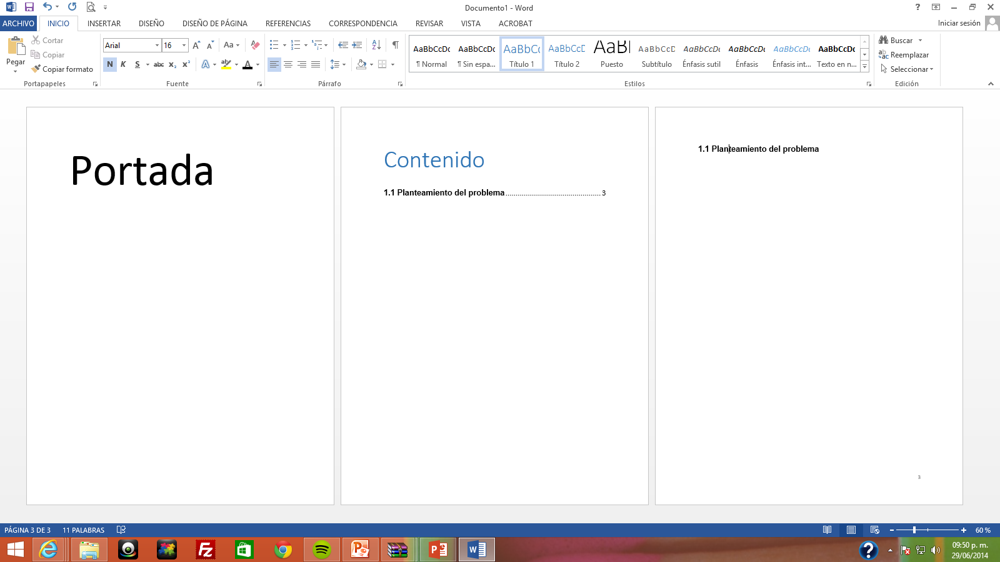 Documento1 - Word
ARCHIVO INICIO INSERTAR DISEÑO DISEÑO DE PÁGINA REFERENCIAS CORRESPONDENCIA REVISAR VISTA ACROBAT Iniciar sesión
Pegar
Cortar
Copiar
Copiar formato
Portapapeles
Arial 16
N K S abc x₂ x²
Fuente
Párrafo
AaBbCcDc AaBbCcDc AaBbCc AaBbCcD AaB AaBbCcD AaBbCcDc AaBbCcDc AaBbCcDc AaBbCcDc
¶ Normal ¶ Sin espa... Título 1 Título 2 Puesto Subtítulo Énfasis sutil Énfasis Énfasis int... Texto en n...
Estilos
Buscar
Reemplazar
Seleccionar
Edición
Portada
Contenido
1.1 Planteamiento del problema 3
1.1 Planteamiento del problema
3
PÁGINA 3 DE 3 11 PALABRAS 60 %
09:50 p. m.
29/06/2014